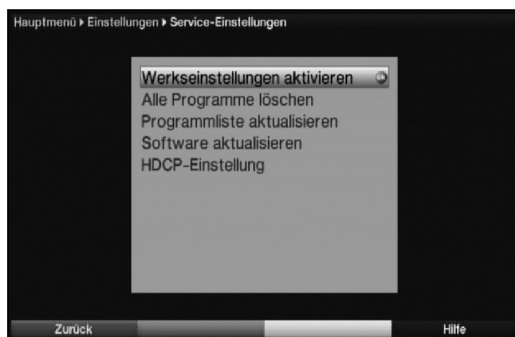 Hauptmenü ▸ Einstellungen ▸ Service-Einstellungen
Werkseinstellungen aktivieren
Alle Programme löschen
Programmliste aktualisieren
Software aktualisieren
HDCP-Einstellung
Zurück
Hilfe